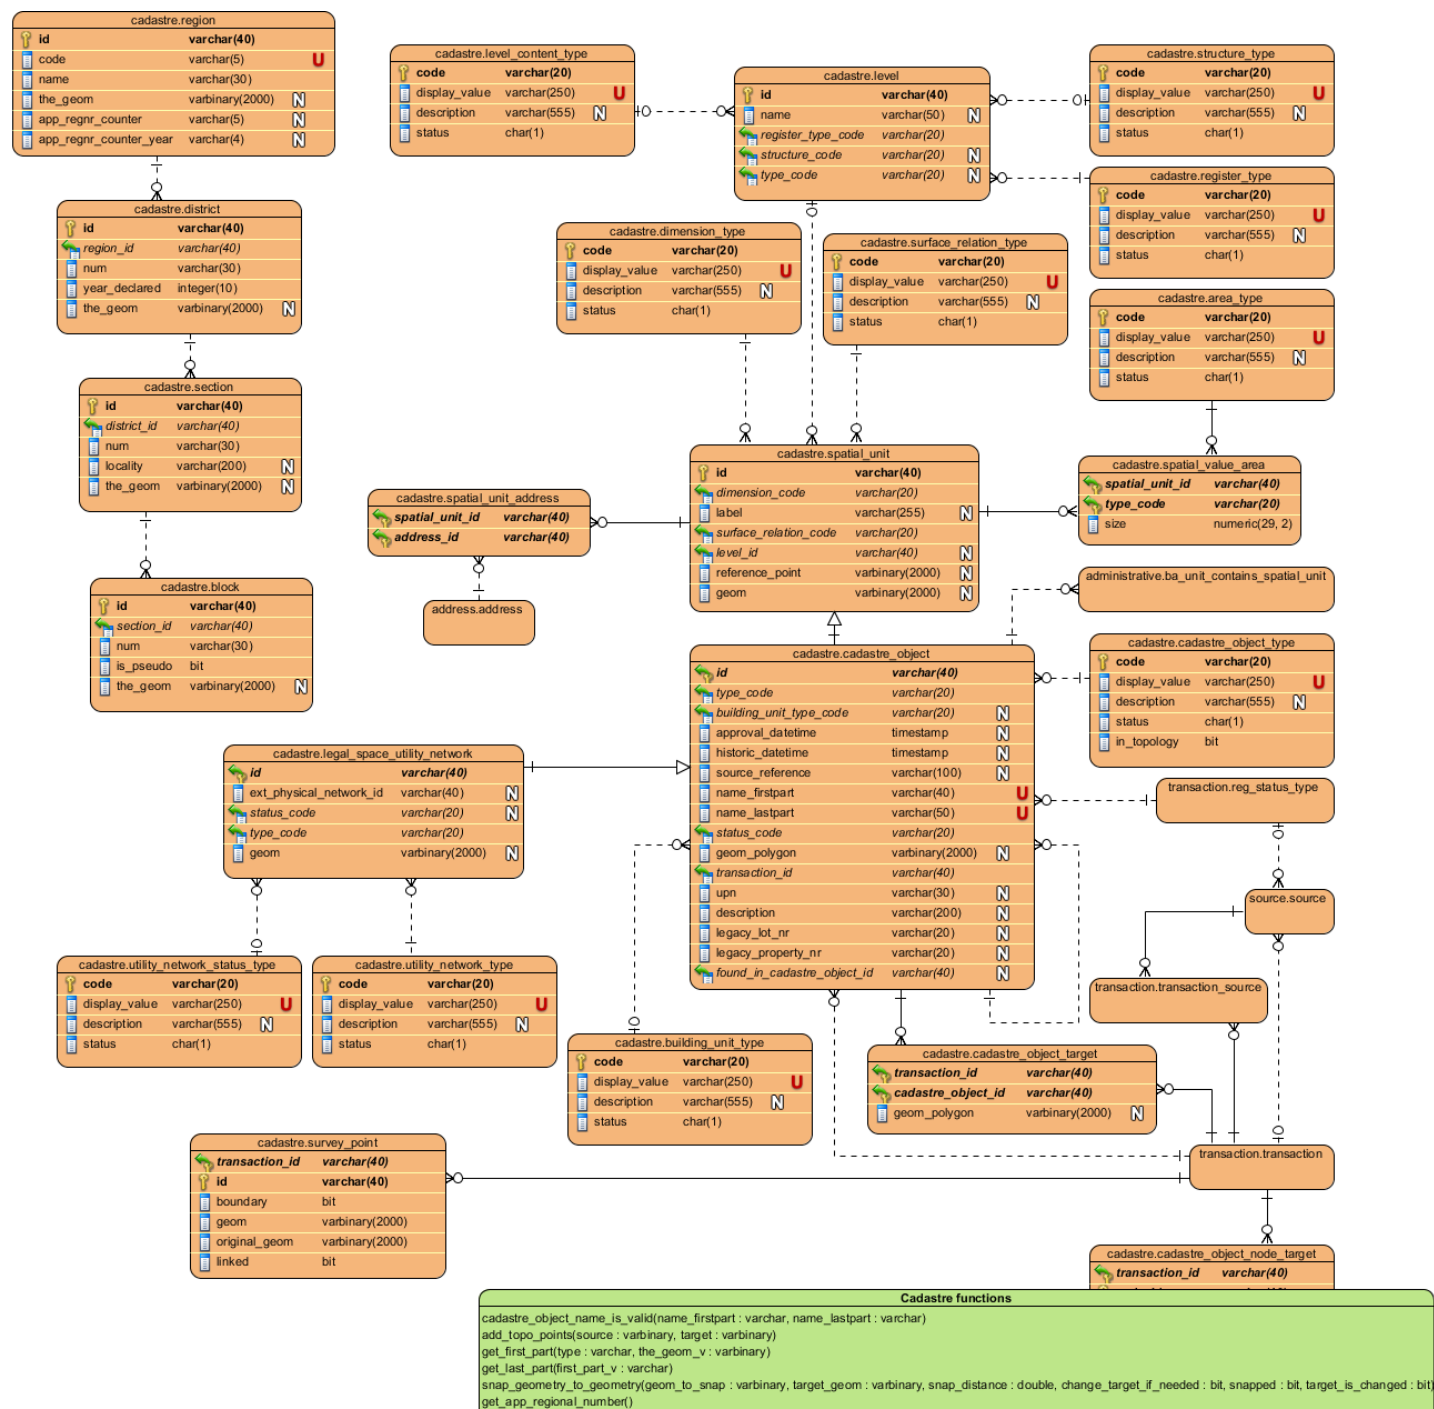 cadastre.region
id varchar(40)
code varchar(5) U
name varchar(30)
the_geom varbinary(2000) N
app_regnr_counter varchar(5) N
app_regnr_counter_year varchar(4) N
cadastre.district
id varchar(40)
region_id varchar(40)
num varchar(30)
year_declared integer(10)
the_geom varbinary(2000) N
cadastre.section
id varchar(40)
district_id varchar(40)
num varchar(30)
locality varchar(200) N
the_geom varbinary(2000) N
cadastre.block
id varchar(40)
section_id varchar(40)
num varchar(30)
is_pseudo bit
the_geom varbinary(2000) N
cadastre.level_content_type
code varchar(20)
display_value varchar(250) U
description varchar(555) N
status char(1)
cadastre.level
id varchar(40)
name varchar(50) N
register_type_code varchar(20)
structure_code varchar(20) N
type_code varchar(20) N
cadastre.structure_type
code varchar(20)
display_value varchar(250) U
description varchar(555) N
status char(1)
cadastre.register_type
code varchar(20)
display_value varchar(250) U
description varchar(555) N
status char(1)
cadastre.dimension_type
code varchar(20)
display_value varchar(250) U
description varchar(555) N
status char(1)
cadastre.surface_relation_type
code varchar(20)
display_value varchar(250) U
description varchar(555) N
status char(1)
cadastre.area_type
code varchar(20)
display_value varchar(250) U
description varchar(555) N
status char(1)
cadastre.spatial_unit
id varchar(40)
dimension_code varchar(20)
label varchar(255) N
surface_relation_code varchar(20)
level_id varchar(40) N
reference_point varbinary(2000) N
geom varbinary(2000) N
cadastre.spatial_value_area
spatial_unit_id varchar(40)
type_code varchar(20)
size numeric(29, 2)
cadastre.spatial_unit_address
spatial_unit_id varchar(40)
address_id varchar(40)
address.address
administrative.ba_unit_contains_spatial_unit
cadastre.cadastre_object
id varchar(40)
type_code varchar(20)
building_unit_type_code varchar(20) N
approval_datetime timestamp N
historic_datetime timestamp N
source_reference varchar(100) N
name_firstpart varchar(40) U
name_lastpart varchar(50) U
status_code varchar(20)
geom_polygon varbinary(2000) N
transaction_id varchar(40)
upn varchar(30) N
description varchar(200) N
legacy_lot_nr varchar(20) N
legacy_property_nr varchar(20) N
found_in_cadastre_object_id varchar(40) N
cadastre.cadastre_object_type
code varchar(20)
display_value varchar(250) U
description varchar(555) N
status char(1)
in_topology bit
cadastre.legal_space_utility_network
id varchar(40)
ext_physical_network_id varchar(40) N
status_code varchar(20) N
type_code varchar(20)
geom varbinary(2000) N
transaction.reg_status_type
source.source
transaction.transaction_source
cadastre.utility_network_status_type
code varchar(20)
display_value varchar(250) U
description varchar(555) N
status char(1)
cadastre.utility_network_type
code varchar(20)
display_value varchar(250) U
description varchar(555) N
status char(1)
cadastre.building_unit_type
code varchar(20)
display_value varchar(250) U
description varchar(555) N
status char(1)
cadastre.cadastre_object_target
transaction_id varchar(40)
cadastre_object_id varchar(40)
geom_polygon varbinary(2000) N
transaction.transaction
cadastre.survey_point
transaction_id varchar(40)
id varchar(40)
boundary bit
geom varbinary(2000)
original_geom varbinary(2000)
linked bit
cadastre.cadastre_object_node_target
transaction_id varchar(40)
Cadastre functions
cadastre_object_name_is_valid(name_firstpart : varchar, name_lastpart : varchar)
add_topo_points(source : varbinary, target : varbinary)
get_first_part(type : varchar, the_geom_v : varbinary)
get_last_part(first_part_v : varchar)
snap_geometry_to_geometry(geom_to_snap : varbinary, target_geom : varbinary, snap_distance : double, change_target_if_needed : bit, snapped : bit, target_is_changed : bit)
get_app_regional_number()